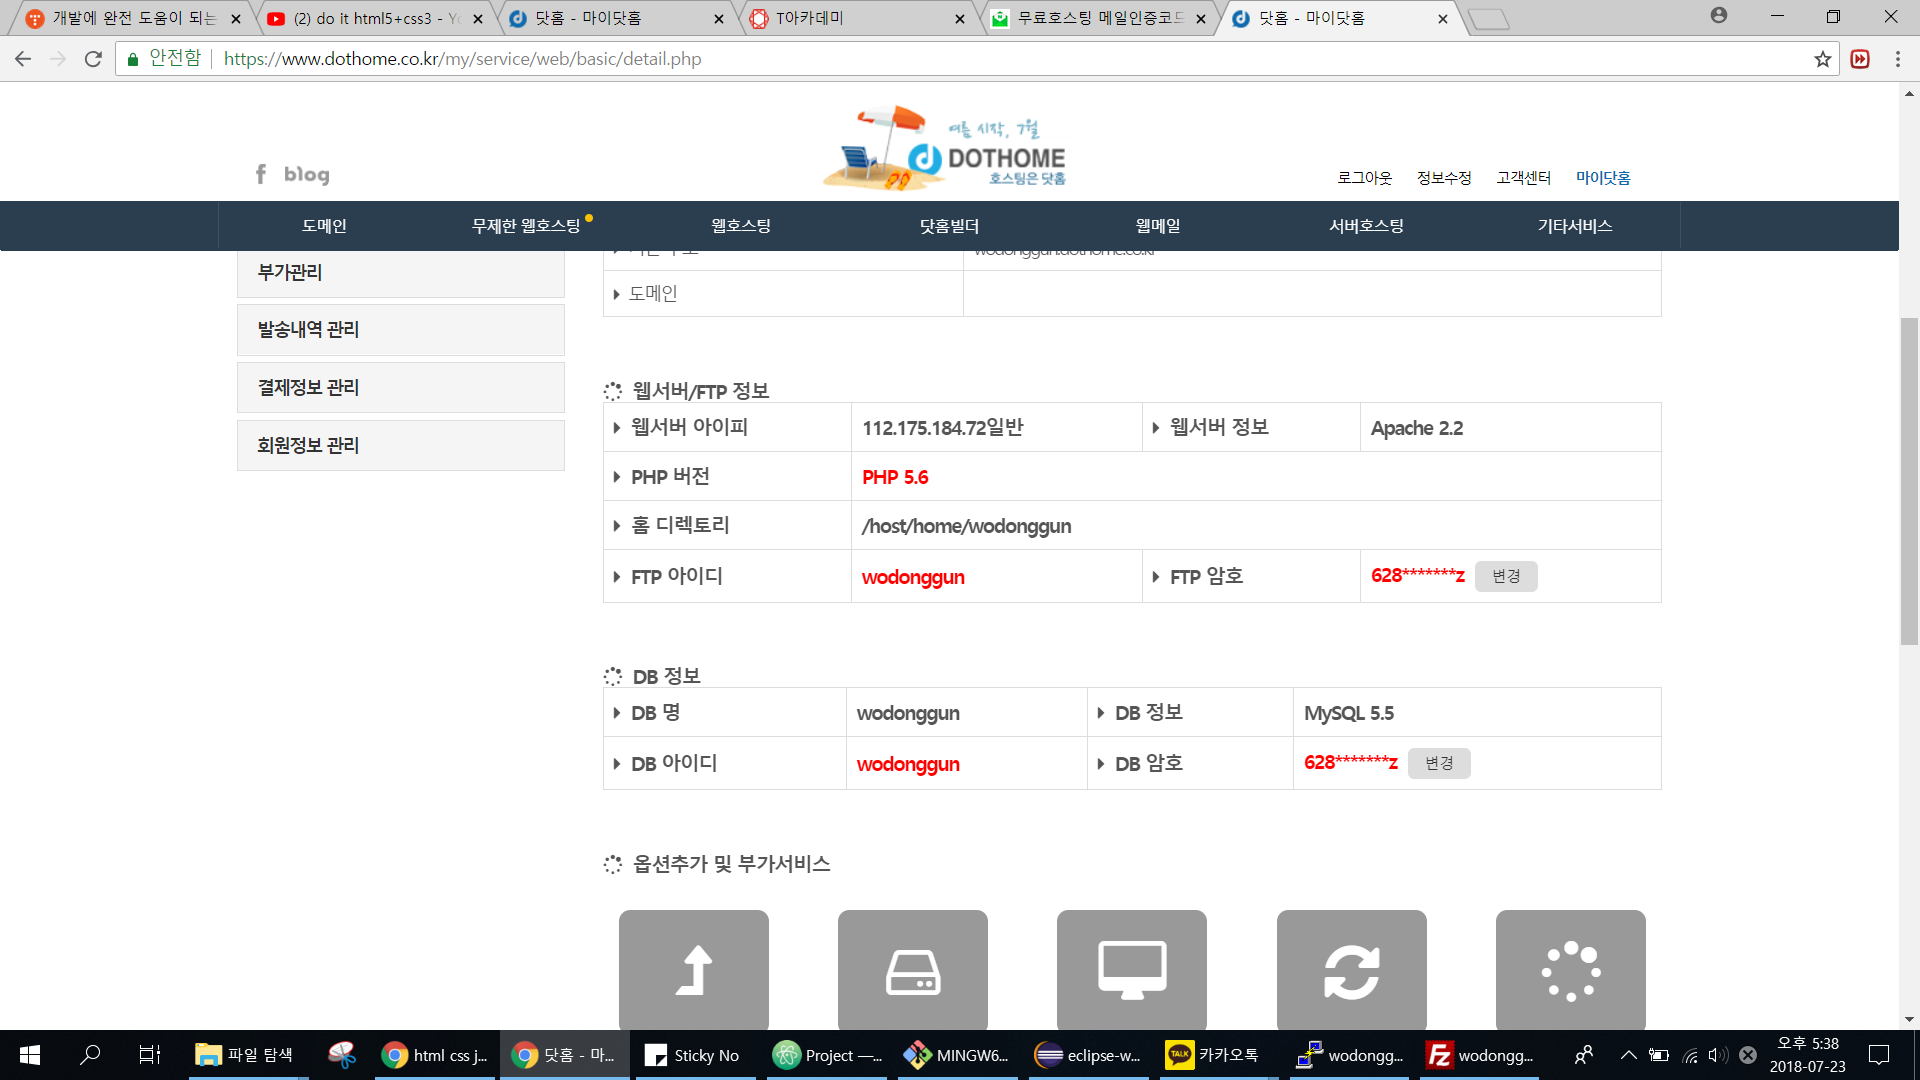 개발에 완전 도움이 되는
(2) do it html5+css3 - Yo
닷홈 - 마이닷홈
T아카데미
무료호스팅 메일인증코드
닷홈 - 마이닷홈
안전함 https://www.dothome.co.kr/my/service/web/basic/detail.php
여름 시작, 7월
DOTHOME
호스팅은 닷홈
f blog
로그아웃 정보수정 고객센터 마이닷홈
도메인 무제한 웹호스팅 웹호스팅 닷홈빌더 웹메일 서버호스팅 기타서비스
wodonggun.dothome.co.kr
부가관리
도메인
발송내역 관리
결제정보 관리
회원정보 관리
웹서버/FTP 정보
웹서버 아이피 112.175.184.72일반 웹서버 정보 Apache 2.2
PHP 버전 PHP 5.6
홈 디렉토리 /host/home/wodonggun
FTP 아이디 wodonggun FTP 암호 628*******z 변경
DB 정보
DB 명 wodonggun DB 정보 MySQL 5.5
DB 아이디 wodonggun DB 암호 628*******z 변경
옵션추가 및 부가서비스
파일 탐색
html css j...
닷홈 - 마...
Sticky No
Project —...
MINGW6...
eclipse-w...
TALK 카카오톡
wodongg...
Fz wodongg...
오후 5:38
2018-07-23